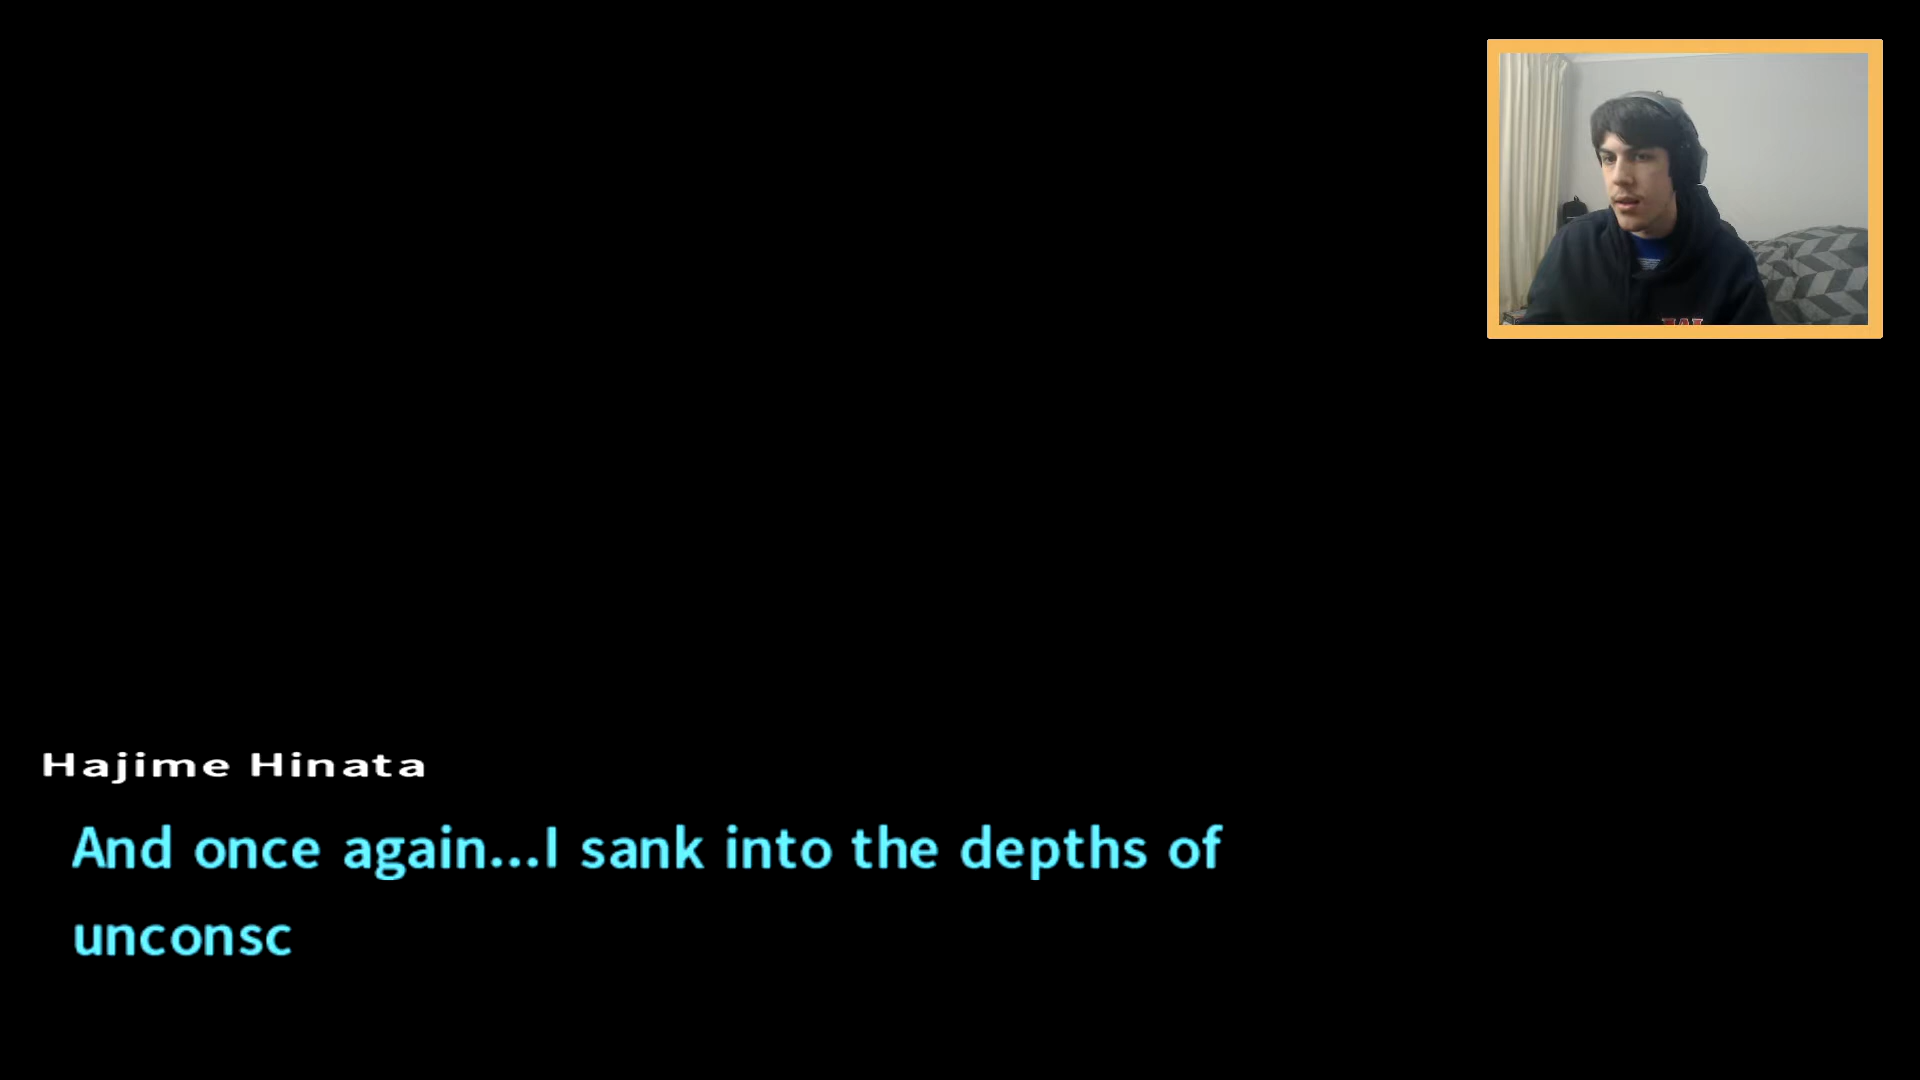 Hajime Hinata
And once again...I sank into the depths of
unconsc